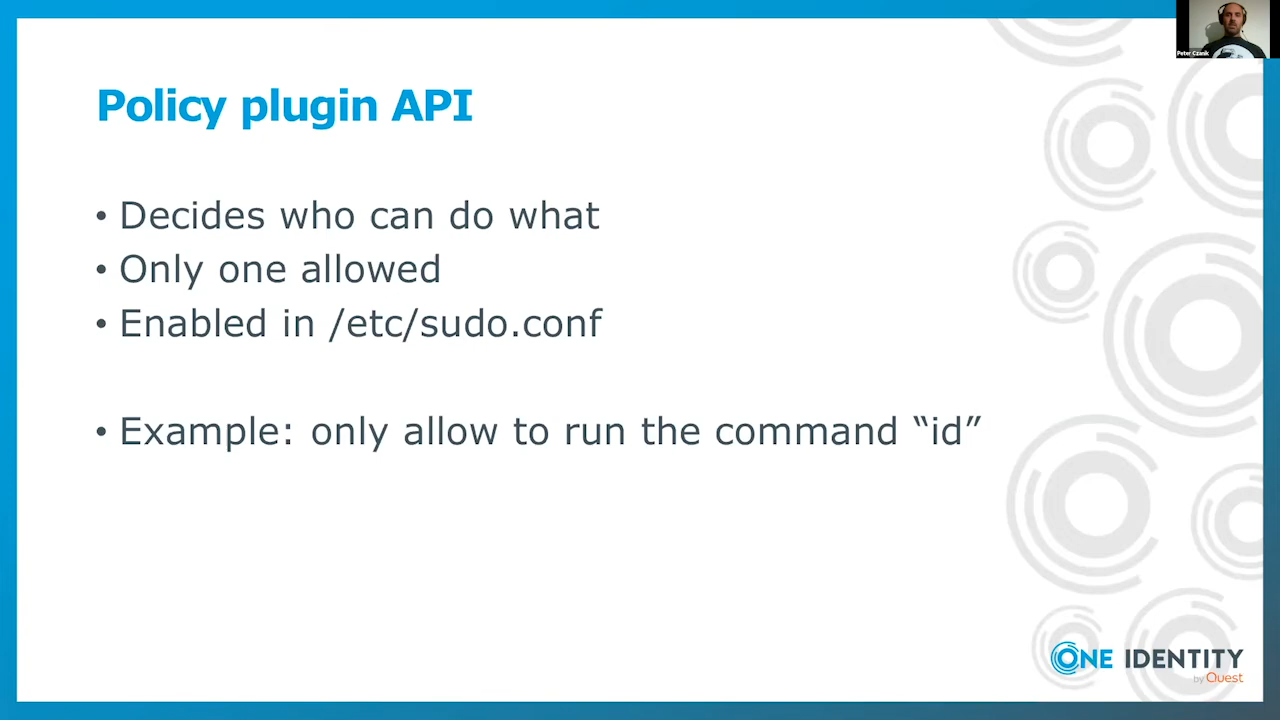 Peter Czanik
Policy plugin API
• Decides who can do what
• Only one allowed
• Enabled in /etc/sudo.conf
• Example: only allow to run the command “id”
ONE IDENTITY
by Quest